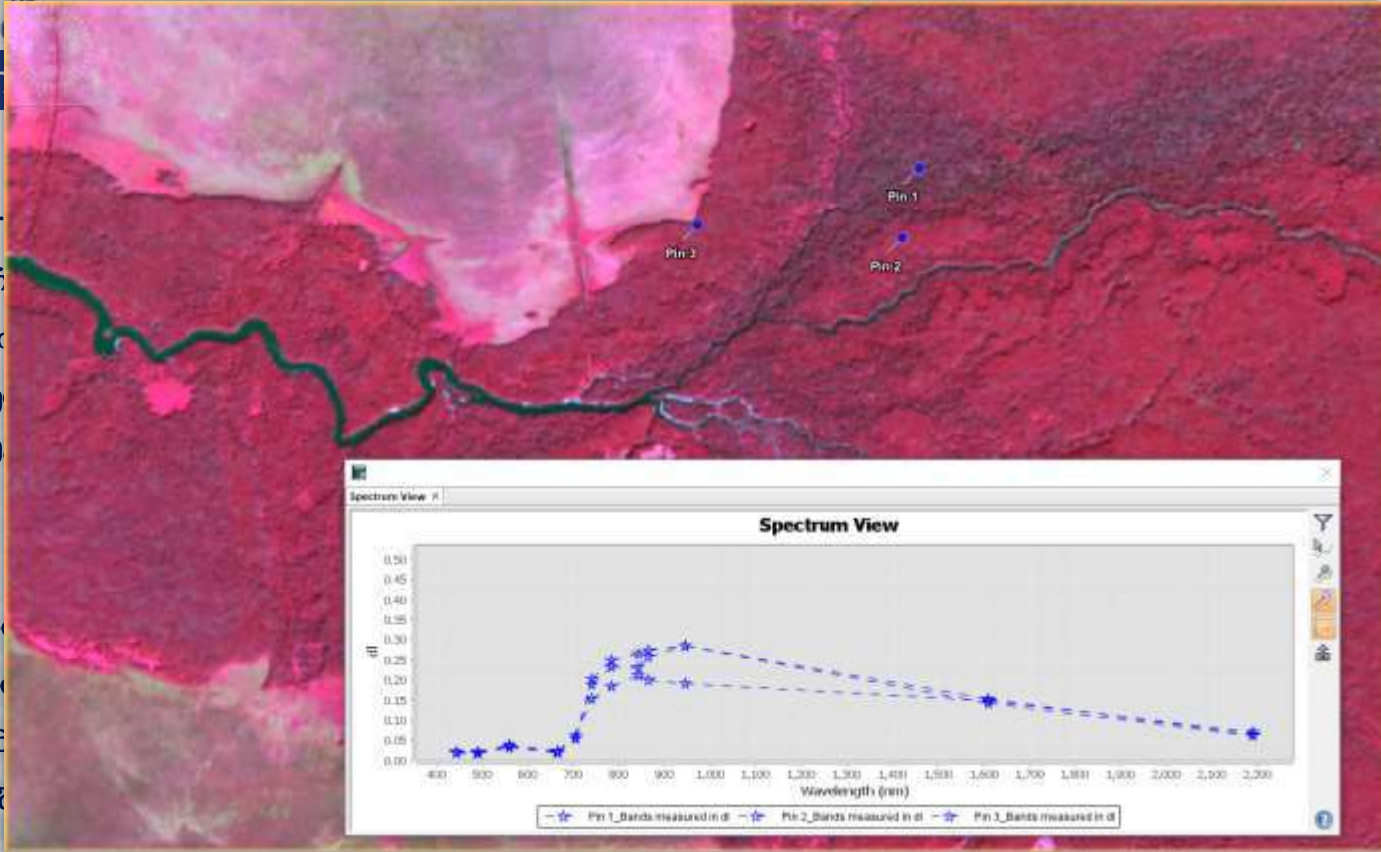 Pin 1
Pin 2
Pin 3
Spectrum View
Spectrum View
dl
0.50
0.45
0.40
0.35
0.30
0.25
0.20
0.15
0.10
0.05
0.00
400 500 600 700 800 900 1,000 1,100 1,200 1,300 1,400 1,500 1,600 1,700 1,800 1,900 2,000 2,100 2,200
Wavelength (nm)
Pin 1_Bands measured in dl Pin 2_Bands measured in dl Pin 3_Bands measured in dl